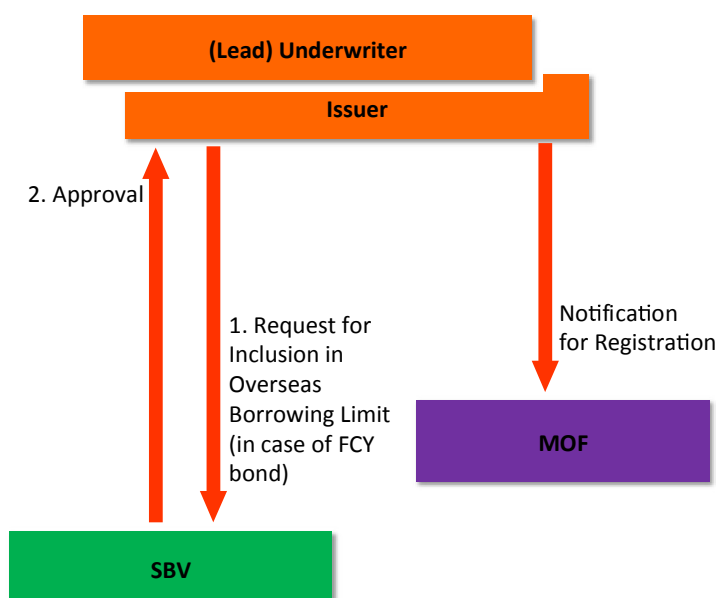 (Lead) Underwriter
Issuer
2. Approval
1. Request for
Inclusion in
Overseas
Borrowing Limit
(in case of FCY
bond)
Notification
for Registration
MOF
SBV